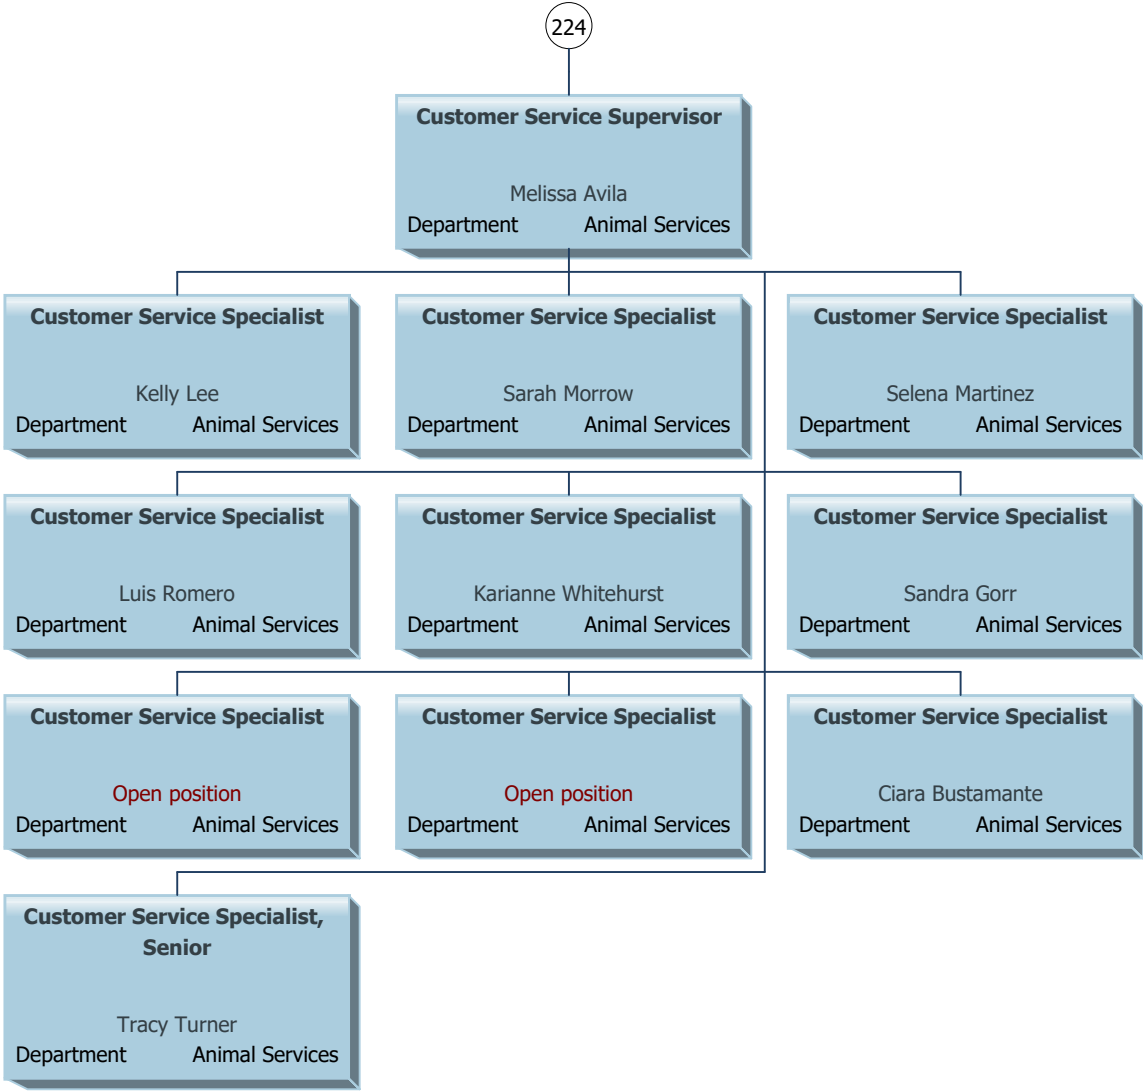 224
Customer Service Supervisor
Melissa Avila
Department Animal Services
Customer Service Specialist
Kelly Lee
Department Animal Services
Customer Service Specialist
Sarah Morrow
Department Animal Services
Customer Service Specialist
Selena Martinez
Department Animal Services
Customer Service Specialist
Luis Romero
Department Animal Services
Customer Service Specialist
Karianne Whitehurst
Department Animal Services
Customer Service Specialist
Sandra Gorr
Department Animal Services
Customer Service Specialist
Open position
Department Animal Services
Customer Service Specialist
Open position
Department Animal Services
Customer Service Specialist
Ciara Bustamante
Department Animal Services
Customer Service Specialist,
Senior
Tracy Turner
Department Animal Services